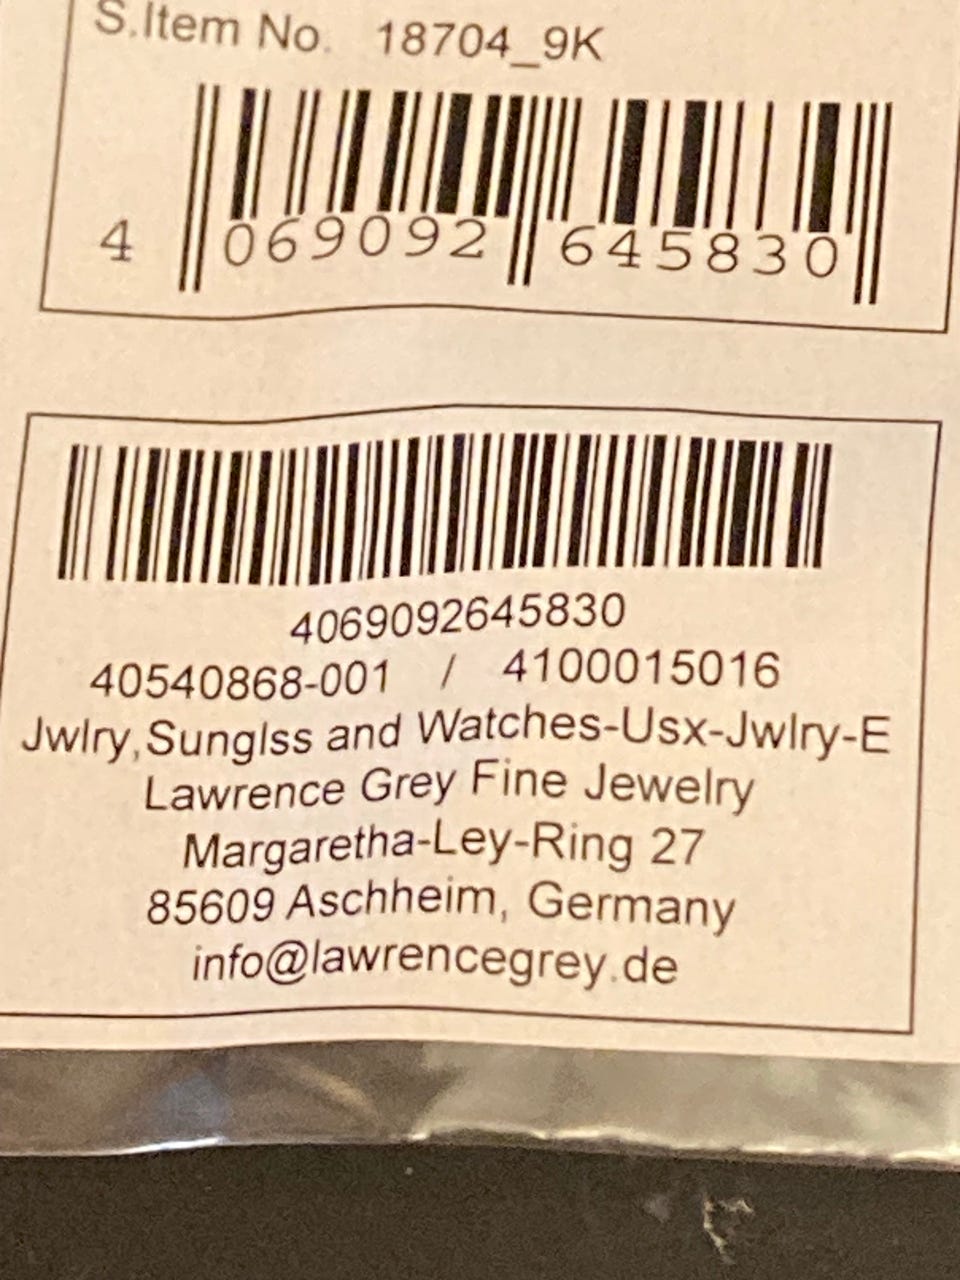 S.Item No. 18704_9K
4 069092 645830
4069092645830
40540868-001 / 4100015016
Jwlry,Sunglss and Watches-Usx-Jwlry-E
Lawrence Grey Fine Jewelry
Margaretha-Ley-Ring 27
85609 Aschheim, Germany
info@lawrencegrey.de